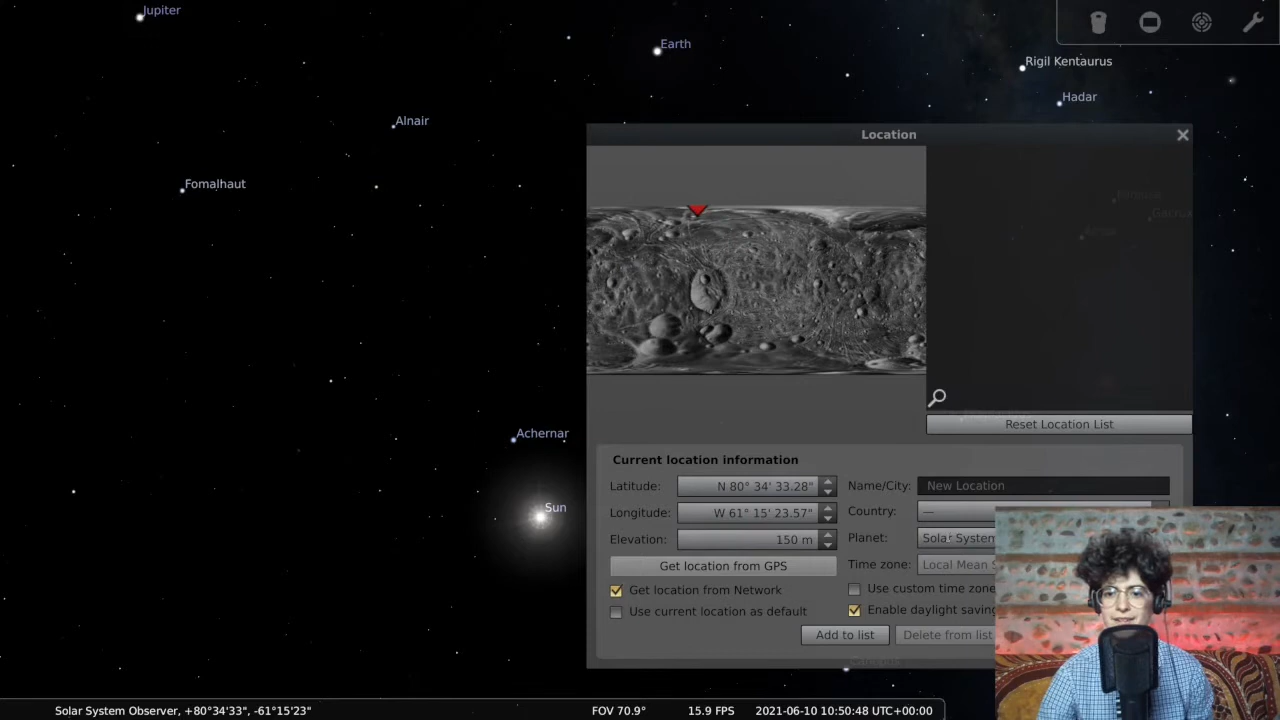 Jupiter
Earth
Rigil Kentaurus
Hadar
Alnair
Location
Fomalhaut
Achernar
Reset Location List
Current location information
Latitude: N 80° 34' 33.28" Name/City: New Location
Longitude: W 61° 15' 23.57" Country: —
Sun
Elevation: 150 m Planet: Solar System
Get location from GPS Time zone: Local Mean S
Get location from Network Use custom time zone
Use current location as default Enable daylight saving
Add to list Delete from list
Canopus
Solar System Observer, +80°34'33", -61°15'23" FOV 70.9° 15.9 FPS 2021-06-10 10:50:48 UTC+00:00